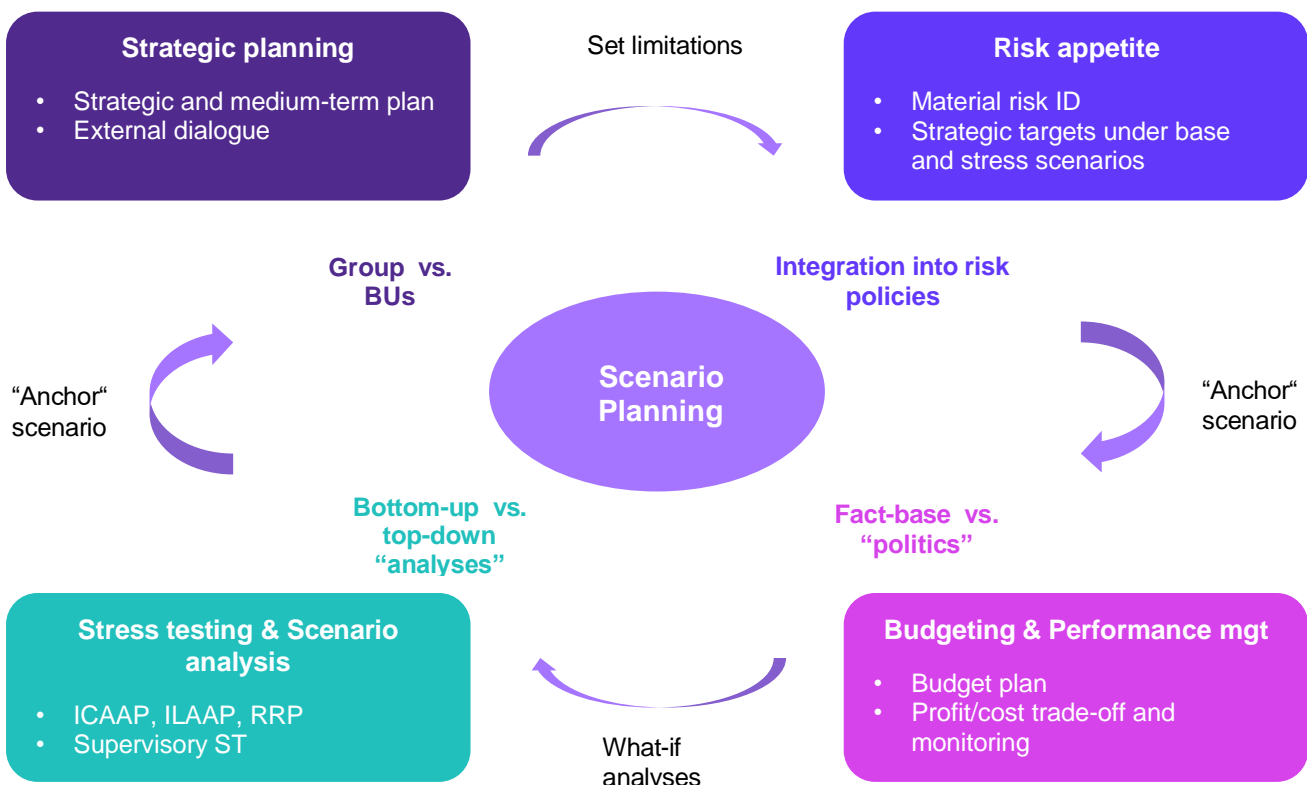 Strategic planning
• Strategic and medium-term plan
• External dialogue
Set limitations
Risk appetite
• Material risk ID
• Strategic targets under base
and stress scenarios
Group vs.
BUs
Integration into risk
policies
“Anchor“
scenario
Scenario
Planning
“Anchor“
scenario
Bottom-up vs.
top-down
“analyses”
Fact-base vs.
“politics”
Stress testing & Scenario
analysis
• ICAAP, ILAAP, RRP
• Supervisory ST
What-if
analyses
Budgeting & Performance mgt
• Budget plan
• Profit/cost trade-off and
monitoring